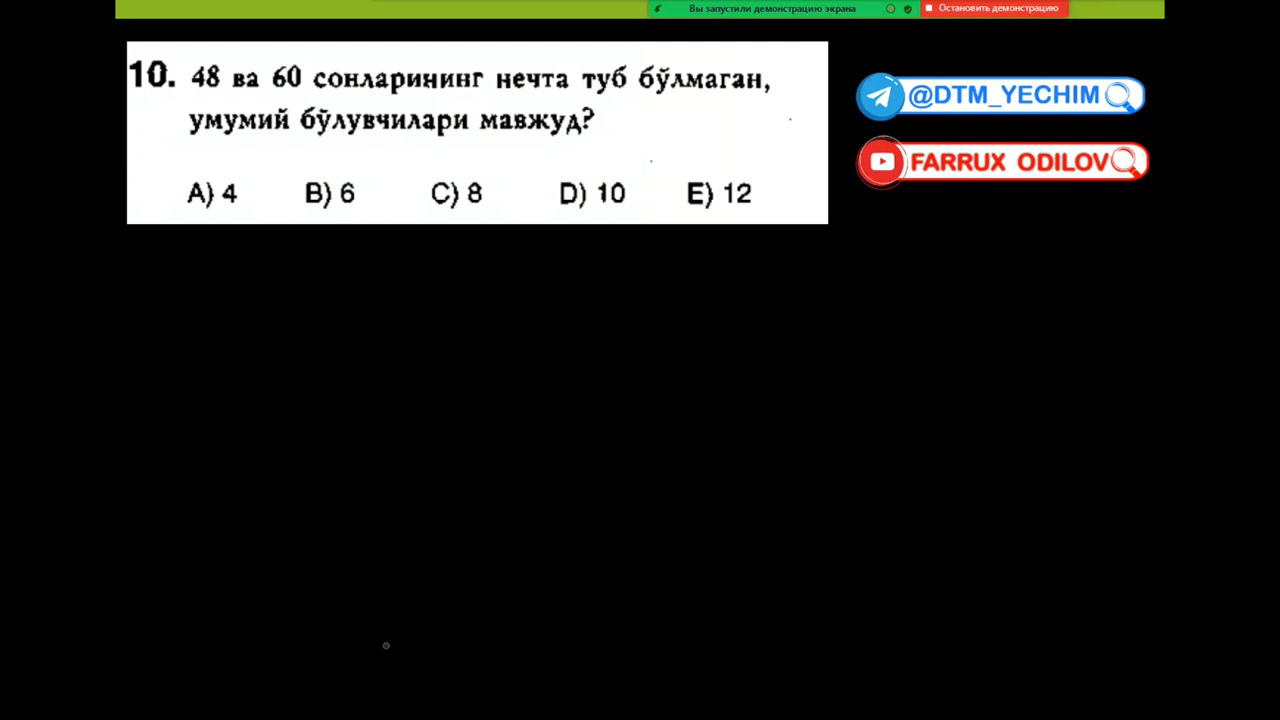 Вы запустили демонстрацию экрана Остановить демонстрацию
10. 48 ва 60 сонларининг нечта туб бўлмаган,
умумий бўлувчилари мавжуд?
A) 4 B) 6 C) 8 D) 10 E) 12
@DTM_YECHIM
FARRUX ODILOV